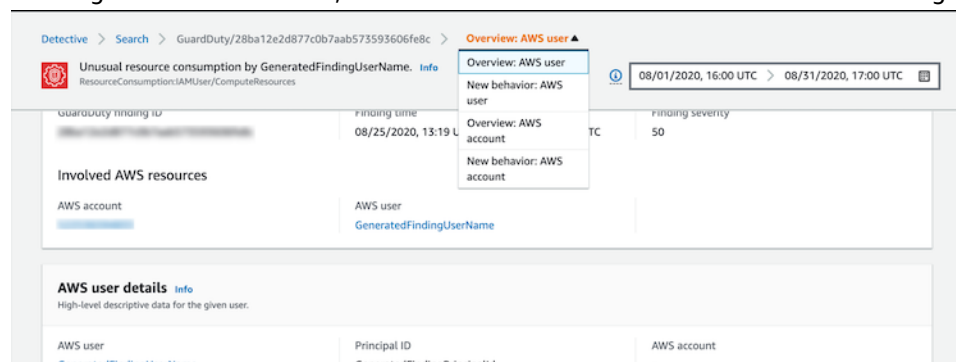 Detective > Search > GuardDuty/28ba12e2d877c0b7aab573593606fe8c > Overview: AWS user ▲
Unusual resource consumption by GeneratedFindingUserName. Info
ResourceConsumption:IAMUser/ComputeResources
Overview: AWS user
New behavior: AWS
user
Overview: AWS
account
New behavior: AWS
account
08/01/2020, 16:00 UTC > 08/31/2020, 17:00 UTC
GuardDuty finding ID
Finding time
Finding severity
08/25/2020, 13:19 U
TC
50
Involved AWS resources
AWS account
AWS user
GeneratedFindingUserName
AWS user details Info
High-level descriptive data for the given user.
AWS user
Principal ID
AWS account